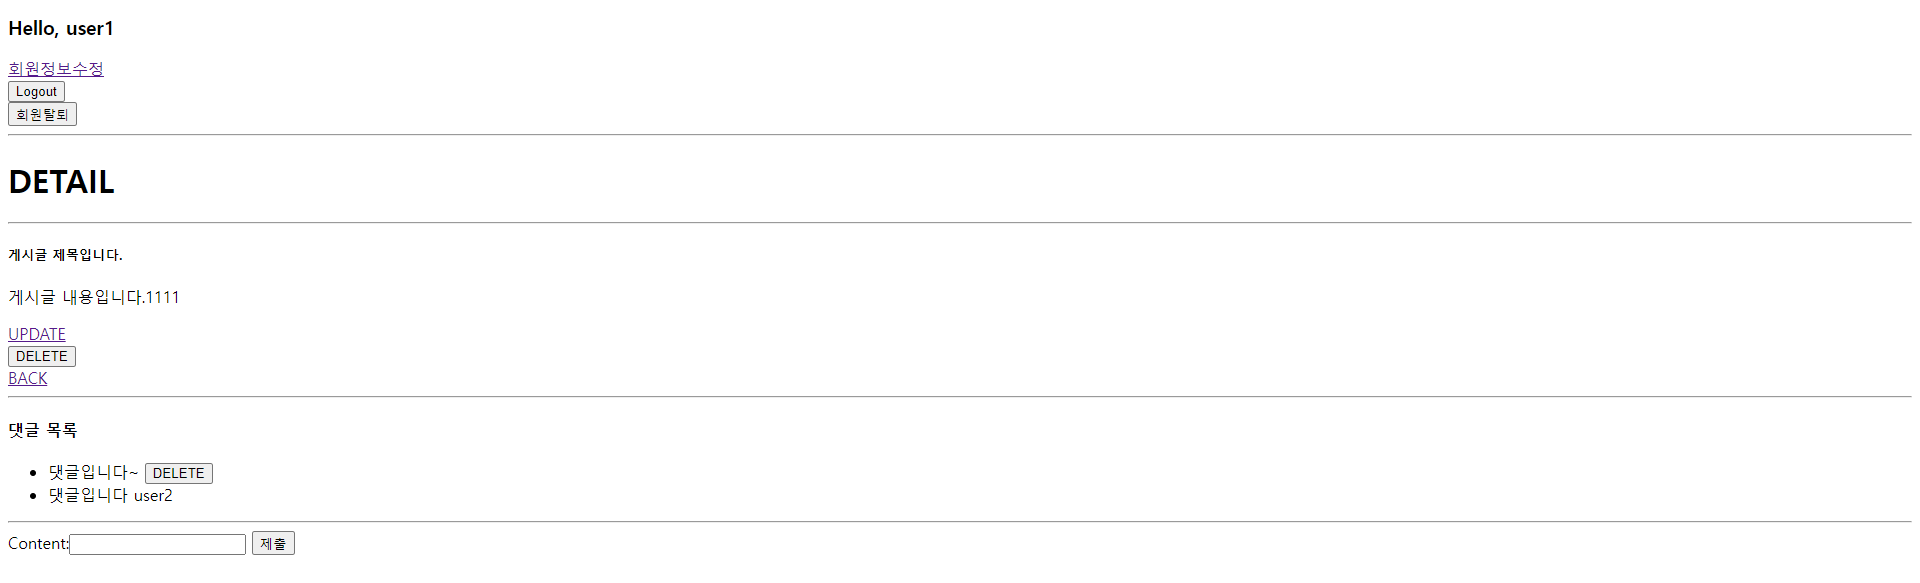 Hello, user1
회원정보수정
Logout
회원탈퇴
DETAIL
게시글 제목입니다.
게시글 내용입니다.1111
UPDATE
DELETE
BACK
댓글 목록
댓글입니다~ DELETE
댓글입니다 user2
Content: 제출